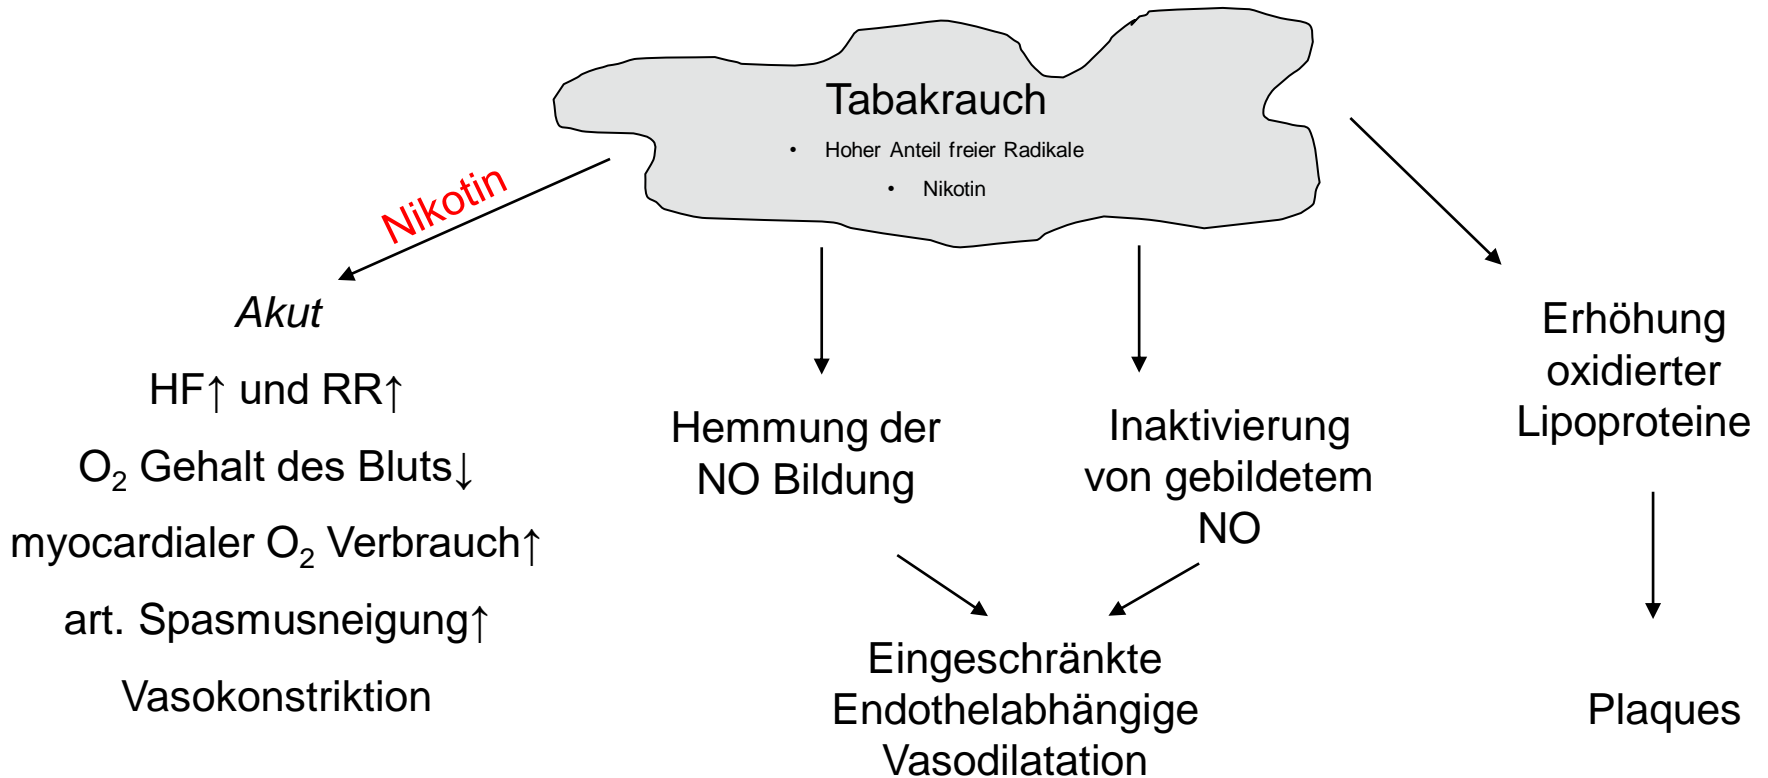 Tabakrauch
• Hoher Anteil freier Radikale
• Nikotin
Nikotin
Akut
HF↑ und RR↑
O₂ Gehalt des Bluts↓
myocardialer O₂ Verbrauch↑
art. Spasmusneigung↑
Vasokonstriktion
Hemmung der
NO Bildung
Inaktivierung
von gebildetem
NO
Eingeschränkte
Endothelabhängige
Vasodilatation
Erhöhung
oxidierter
Lipoproteine
Plaques